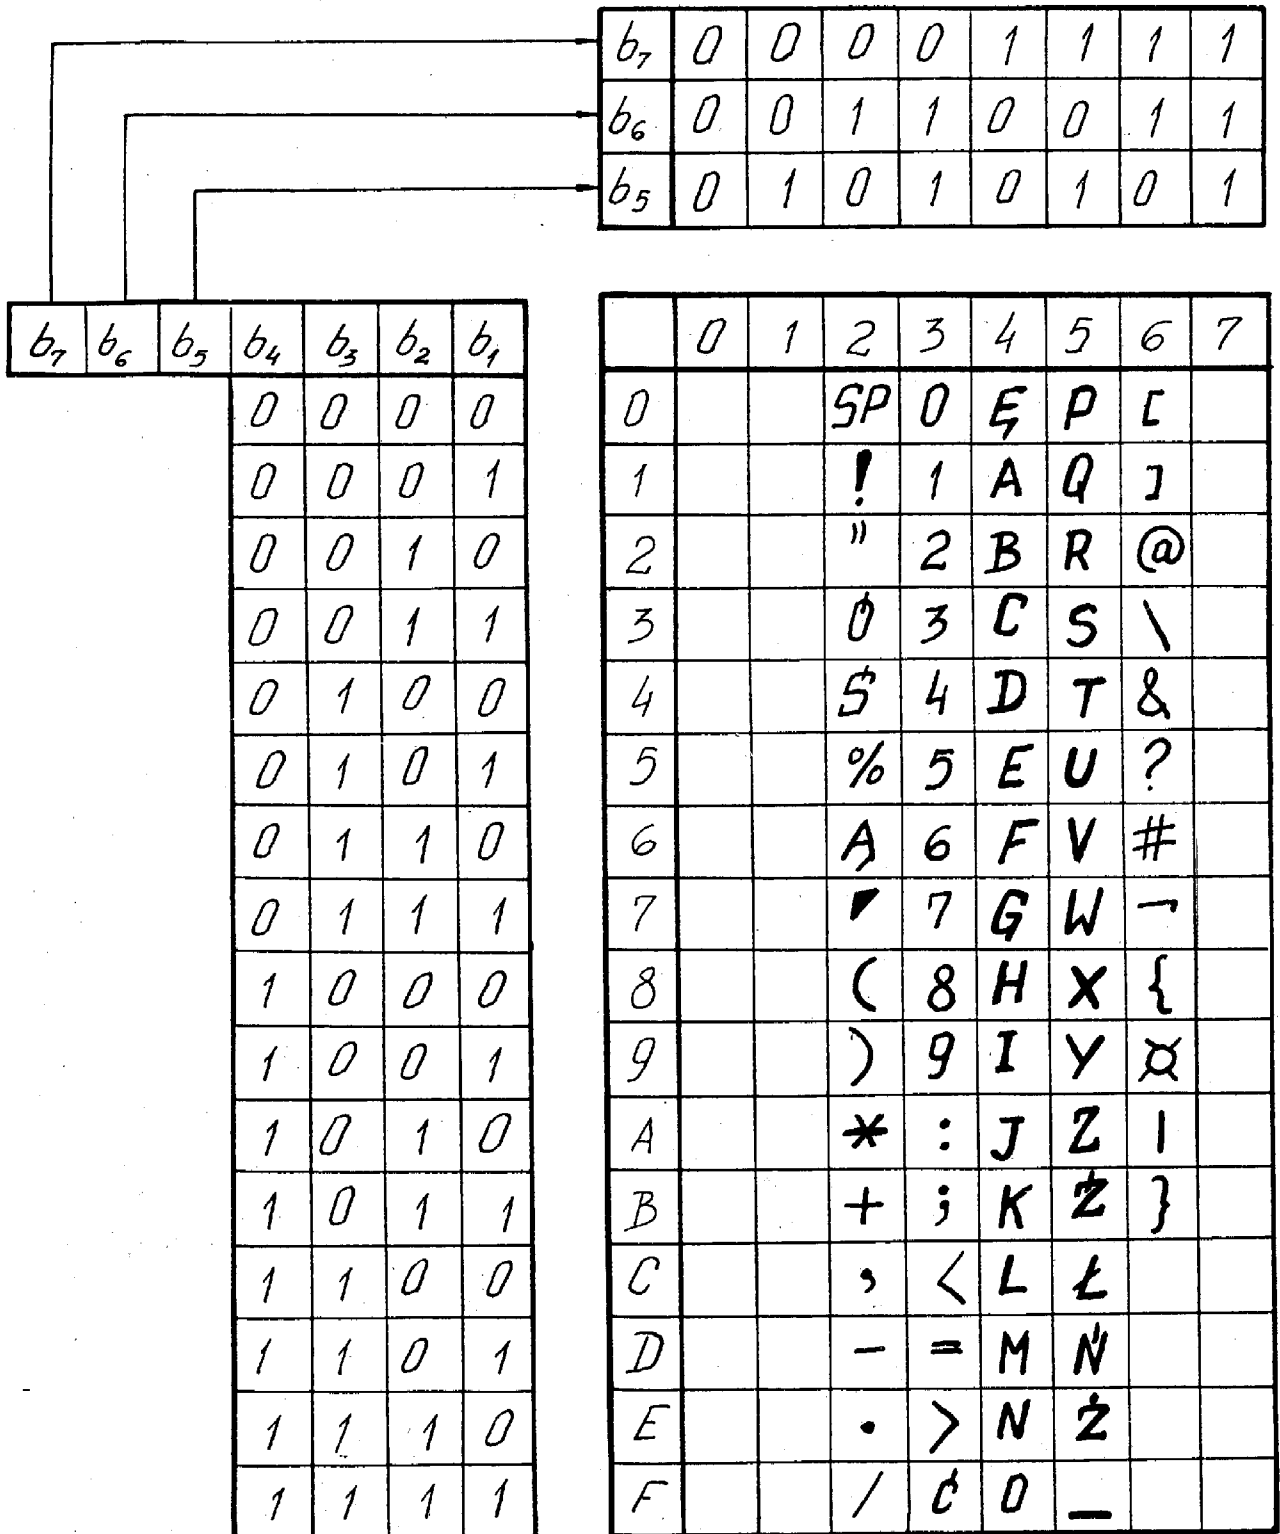 b7 0 0 0 0 1 1 1 1
b6 0 0 1 1 0 0 1 1
b5 0 1 0 1 0 1 0 1
b7 b6 b5 b4 b3 b2 b1
0 0 0 0
0 0 0 1
0 0 1 0
0 0 1 1
0 1 0 0
0 1 0 1
0 1 1 0
0 1 1 1
1 0 0 0
1 0 0 1
1 0 1 0
1 0 1 1
1 1 0 0
1 1 0 1
1 1 1 0
1 1 1 1
0 1 2 3 4 5 6 7
0 SP 0 Ę P [
1 ! 1 A Q ]
2 " 2 B R @
3 Ó 3 C S \
4 Ś 4 D T &
5 % 5 E U ?
6 Ą 6 F V #
7 ' 7 G W ¬
8 ( 8 H X {
9 ) 9 I Y ¤
A * : J Z |
B + ; K Ź }
C , < L Ł
D - = M Ń
E . > N Ż
F / Ć O _